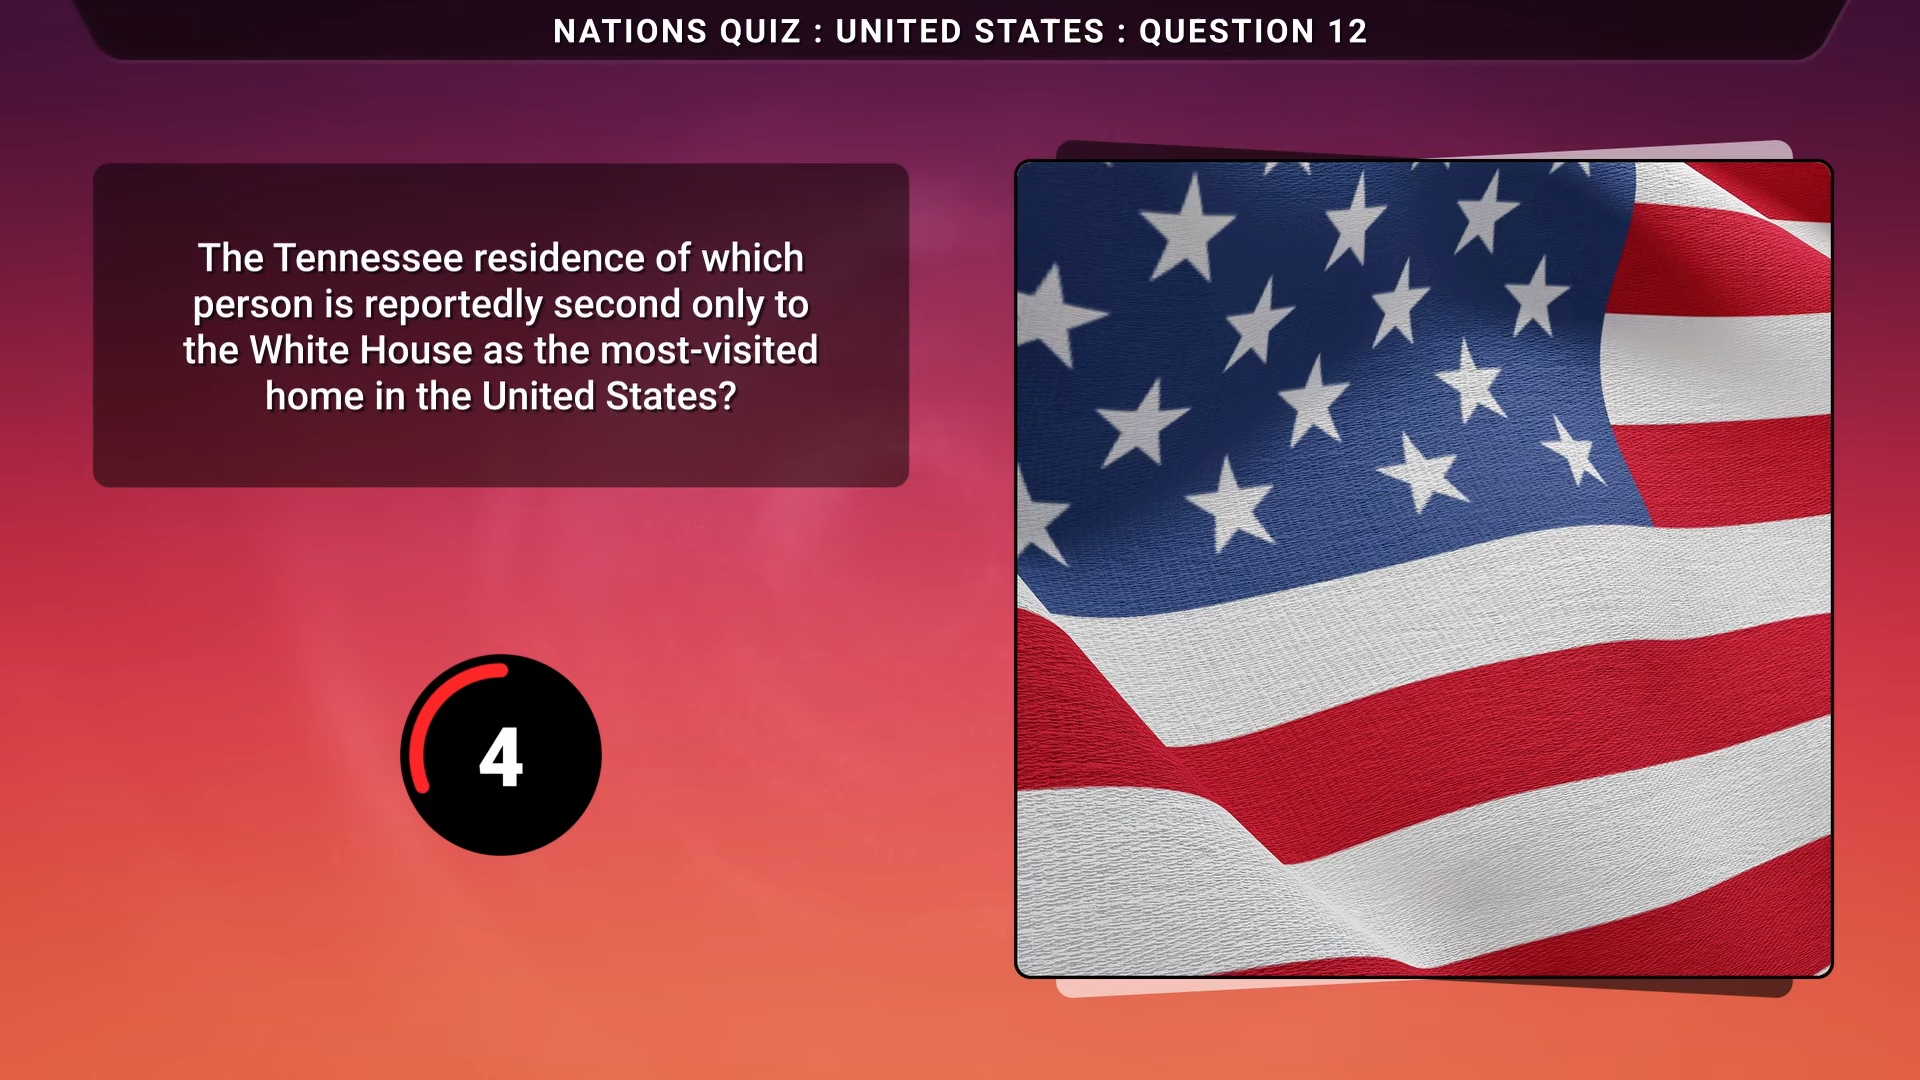 NATIONS QUIZ : UNITED STATES : QUESTION 12
The Tennessee residence of which
person is reportedly second only to
the White House as the most-visited
home in the United States?
4